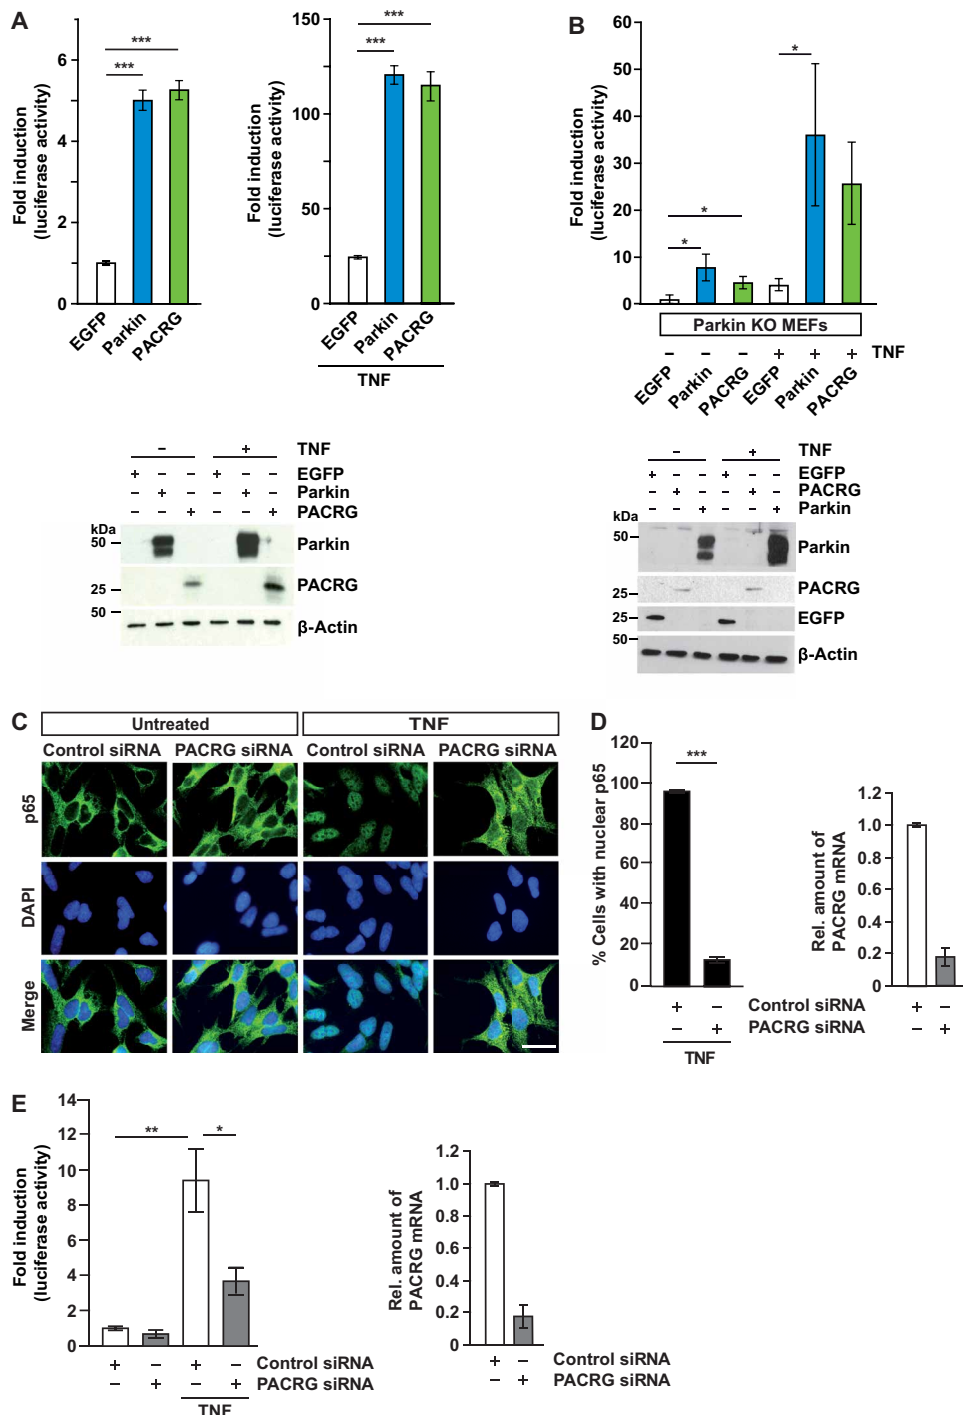 A
Fold induction
(luciferase activity)
6
4
2
0
***
***
EGFP
Parkin
PACRG
Fold induction
(luciferase activity)
150
100
50
0
***
***
EGFP
Parkin
PACRG
TNF
B
Fold induction
(luciferase activity)
60
50
40
30
20
10
0
*
*
*
Parkin KO MEFs
– – – + + + TNF
EGFP
Parkin
PACRG
EGFP
Parkin
PACRG
– + TNF
+ – – + – – EGFP
– + – – + – Parkin
– – + – – + PACRG
kDa
50
Parkin
25
PACRG
50
β-Actin
– + TNF
+ – – + – – EGFP
– + – – + – PACRG
– – + – – + Parkin
kDa
50
Parkin
25
PACRG
25
EGFP
50
β-Actin
C
Untreated
TNF
Control siRNA PACRG siRNA Control siRNA PACRG siRNA
p65
DAPI
Merge
D
% Cells with nuclear p65
120
100
80
60
40
20
0
***
+ – Control siRNA
– + PACRG siRNA
TNF
Rel. amount of
PACRG mRNA
1.2
1.0
0.8
0.6
0.4
0.2
0
+ –
– +
E
Fold induction
(luciferase activity)
14
12
10
8
6
4
2
0
**
*
+ – + – Control siRNA
– + – + PACRG siRNA
TNF
Rel. amount of
PACRG mRNA
1.2
1.0
0.8
0.6
0.4
0.2
0
+ – Control siRNA
– + PACRG siRNA